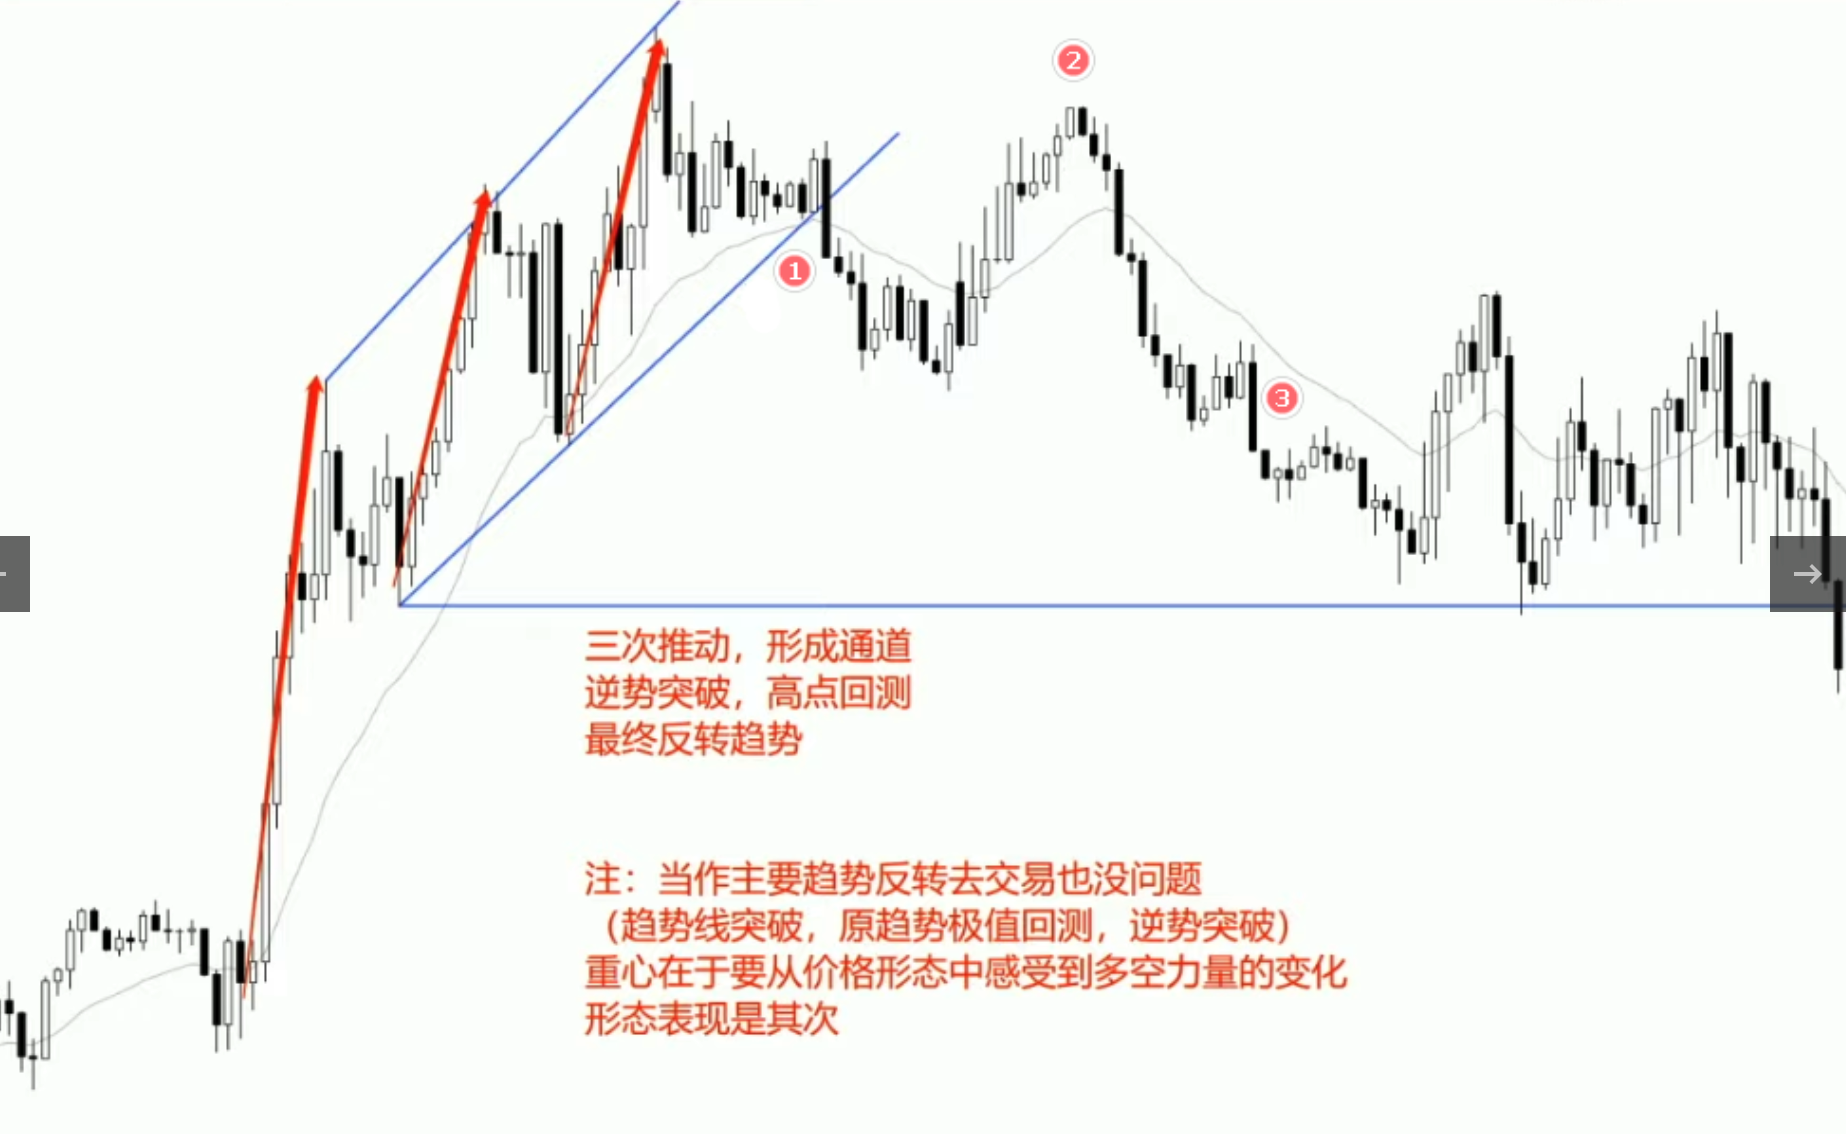 ②
①
③
三次推动，形成通道
逆势突破，高点回测
最终反转趋势
注：当作主要趋势反转去交易也没问题
（趋势线突破，原趋势极值回测，逆势突破）
重心在于要从价格形态中感受到多空力量的变化
形态表现是其次